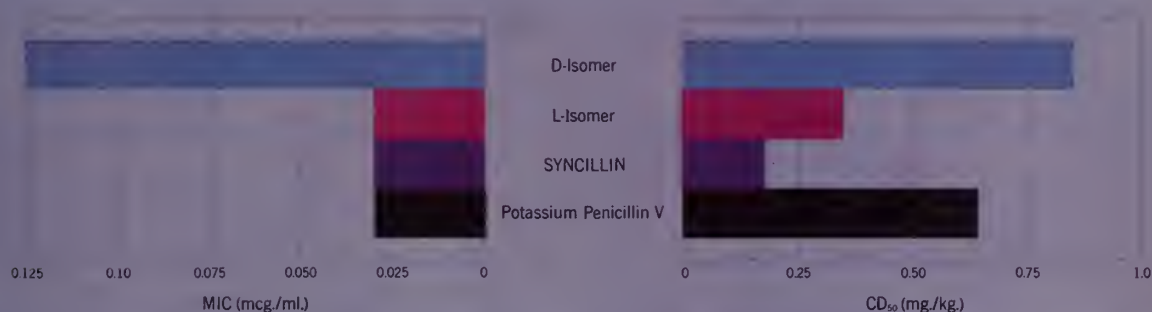 D-Isomer
L-Isomer
SYNCILLIN
Potassium Penicillin V
0.125 0.10 0.075 0.050 0.025 0
0 0.25 0.50 0.75 1.0
MIC (mcg./ml.)
CD₅₀ (mg./kg.)